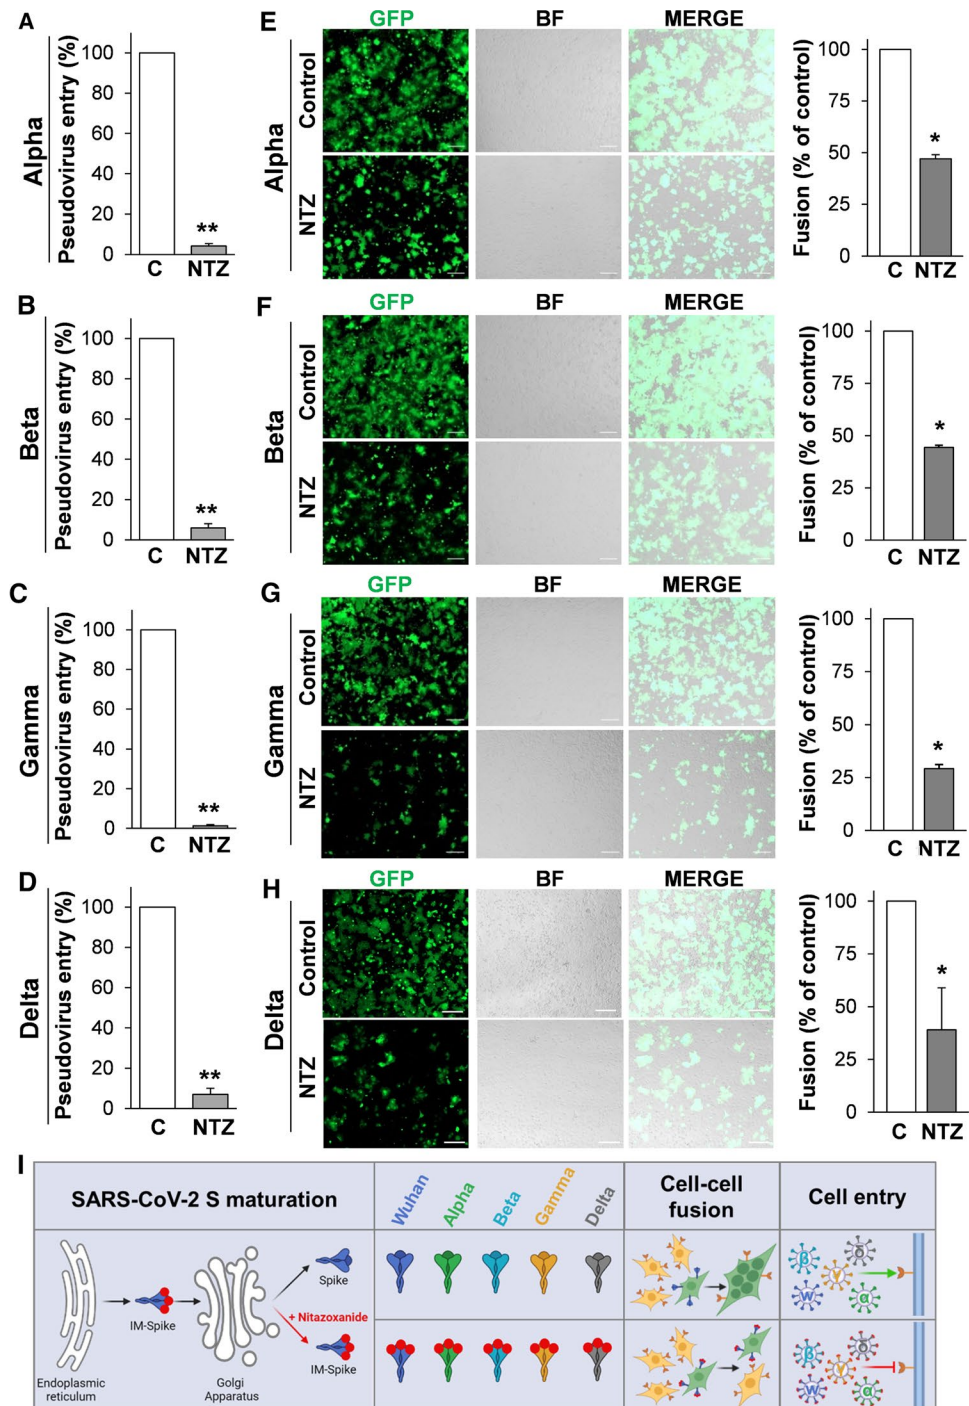 A
Alpha
Pseudovirus entry (%)
100
80
60
40
20
0
**
C NTZ
E
GFP BF MERGE
Alpha
Control
NTZ
Fusion (% of control)
100
75
50
25
0
*
C NTZ
B
Beta
Pseudovirus entry (%)
100
80
60
40
20
0
**
C NTZ
F
GFP BF MERGE
Beta
Control
NTZ
Fusion (% of control)
100
75
50
25
0
*
C NTZ
C
Gamma
Pseudovirus entry (%)
100
80
60
40
20
0
**
C NTZ
G
GFP BF MERGE
Gamma
Control
NTZ
Fusion (% of control)
100
75
50
25
0
*
C NTZ
D
Delta
Pseudovirus entry (%)
100
80
60
40
20
0
**
C NTZ
H
GFP BF MERGE
Delta
Control
NTZ
Fusion (% of control)
100
75
50
25
0
*
C NTZ
I
SARS-CoV-2 S maturation
Wuhan
Alpha
Beta
Gamma
Delta
Cell-cell
fusion
Cell entry
Endoplasmic
reticulum
IM-Spike
Golgi
Apparatus
Spike
+ Nitazoxanide
IM-Spike
β
δ
γ
W
α
β
δ
γ
W
α